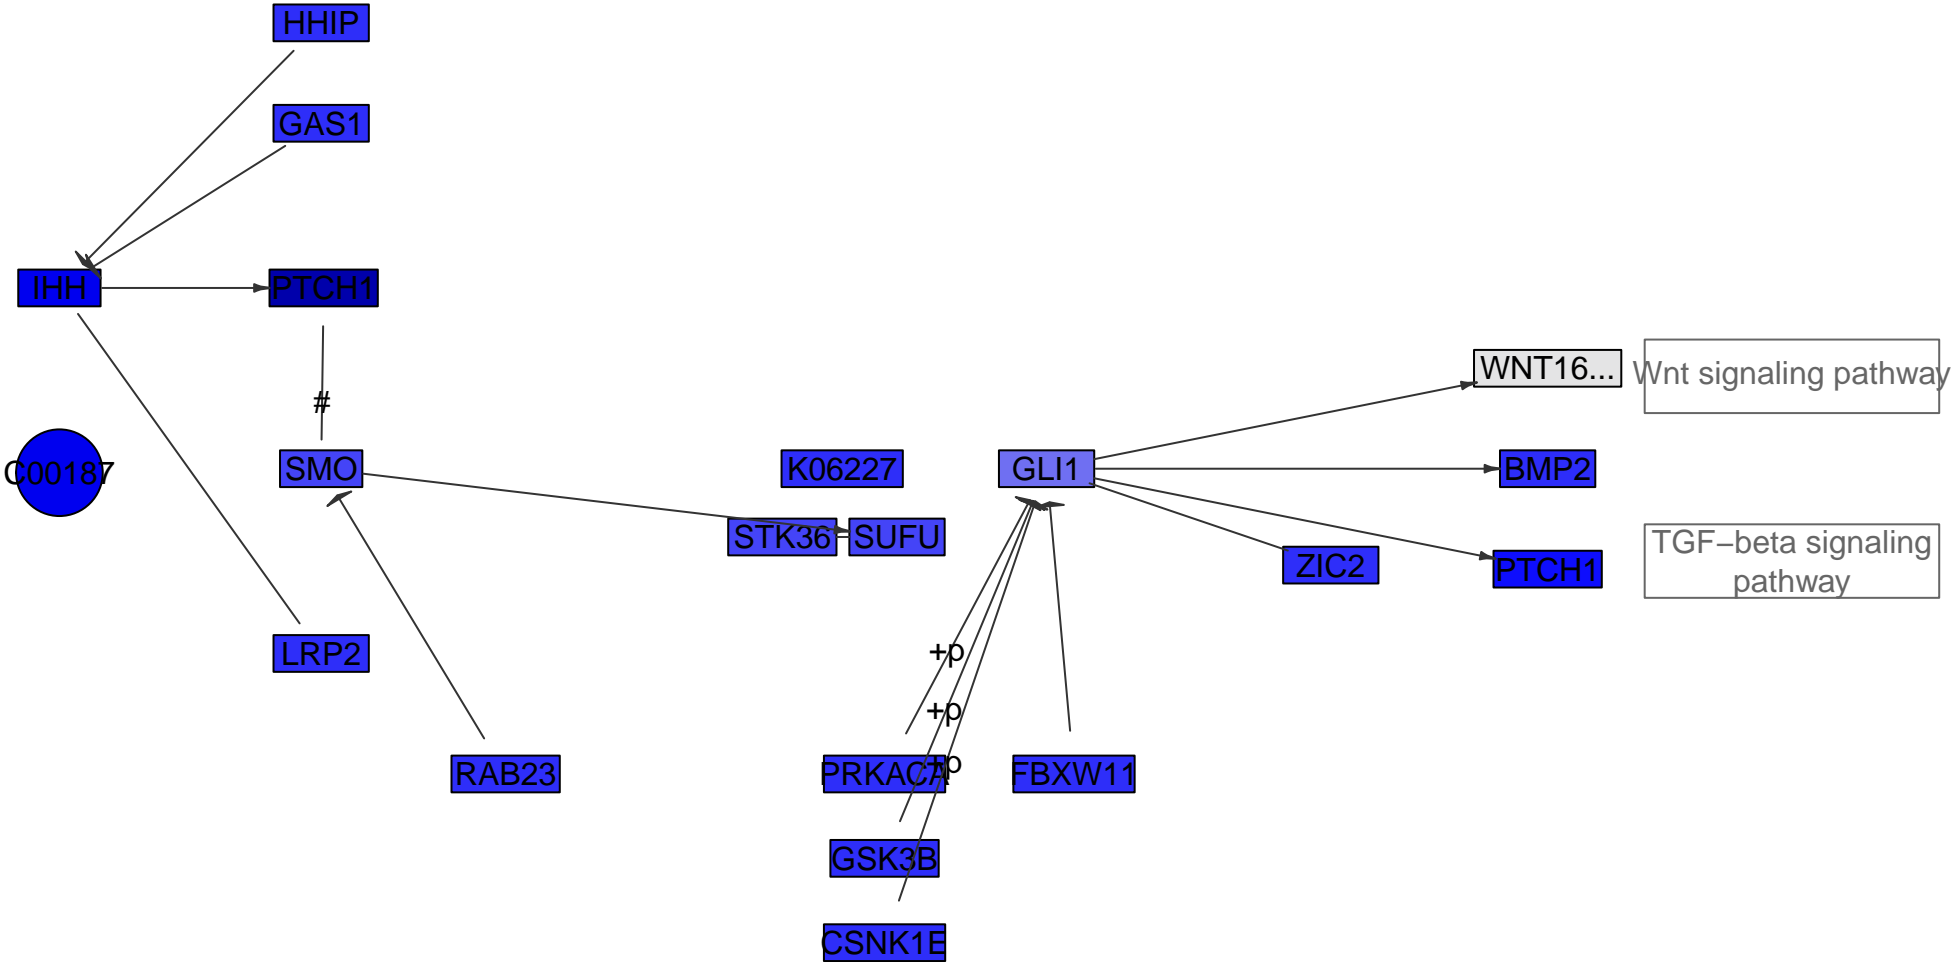 HHIP
GAS1
IHH
PTCH1
WNT16...
Wnt signaling pathway
#
C00187
SMO
K06227
GLI1
BMP2
STK36
SUFU
ZIC2
PTCH1
TGF–beta signaling
pathway
LRP2
+p
+p
+p
RAB23
PRKACA
FBXW11
GSK3B
CSNK1E